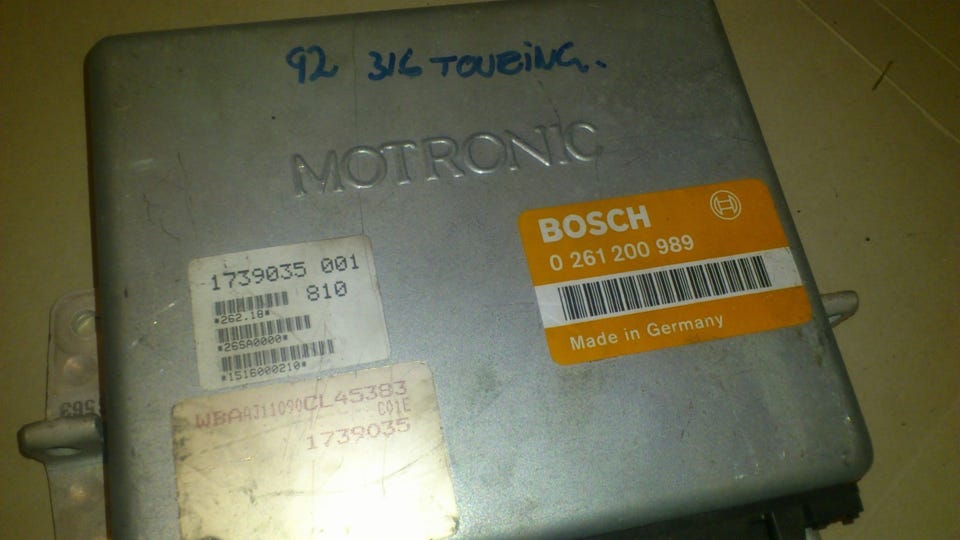 92 316 TOURING.
MOTRONIC
BOSCH
0 261 200 989
Made in Germany
1739035 001
810
*262.18*
*265A0000*
*1516000210*
WBAAJ11090CL45383
C01E
1739035